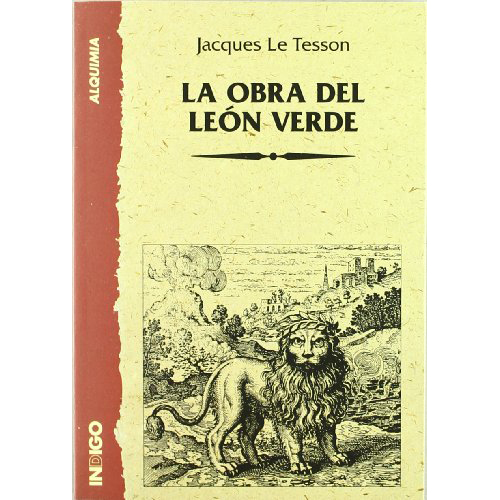 Jacques Le Tesson
LA OBRA DEL
LEÓN VERDE
ALQUIMIA
INDIGO